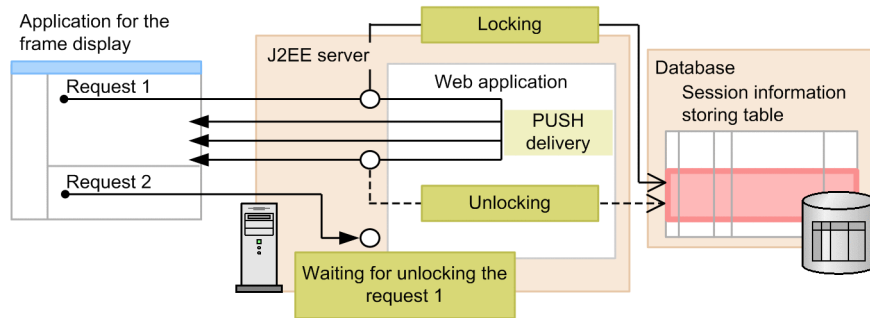 Application for the
frame display
Request 1
Request 2
J2EE server
Locking
Web application
PUSH
delivery
Unlocking
Waiting for unlocking the
request 1
Database
Session information
storing table